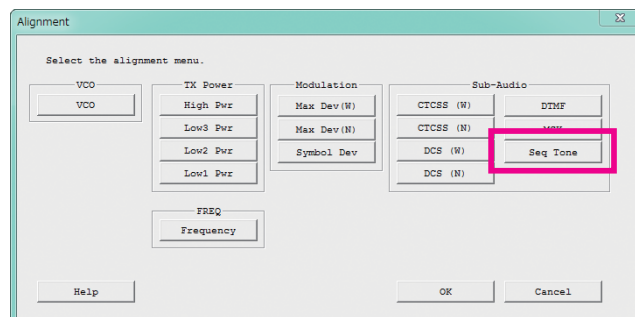 Alignment
Select the alignment menu.
VCO TX Power Modulation Sub-Audio
VCO High Pwr Max Dev(W) CTCSS (W) DTMF
Low3 Pwr Max Dev(N) CTCSS (N)
Low2 Pwr Symbol Dev DCS (W) Seq Tone
Low1 Pwr DCS (N)
FREQ
Frequency
Help OK Cancel